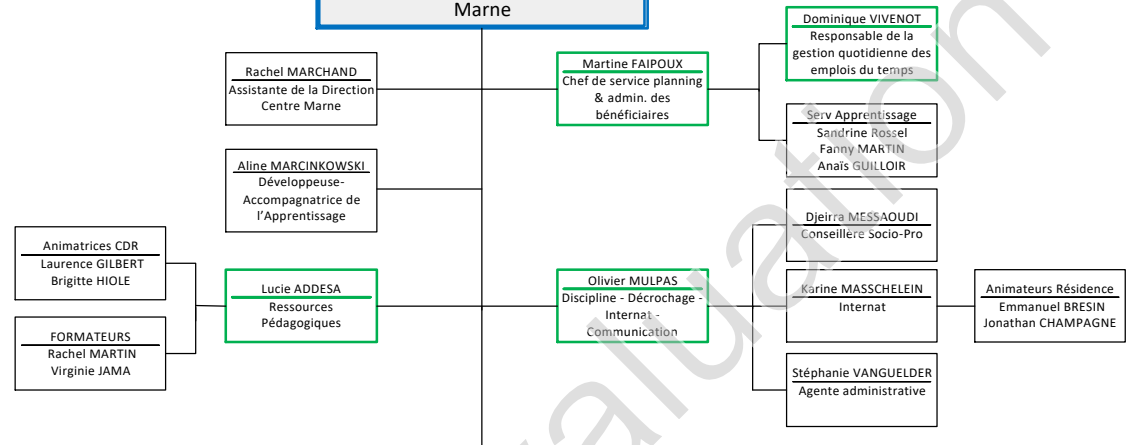 Marne
Dominique VIVENOT
Responsable de la
gestion quotidienne des
emplois du temps
Rachel MARCHAND
Assistante de la Direction
Centre Marne
Martine FAIPOUX
Chef de service planning
& admin. des
bénéficiaires
Serv Apprentissage
Sandrine Rossel
Fanny MARTIN
Anaïs GUILLOIR
Aline MARCINKOWSKI
Développeuse-
Accompagnatrice de
l’Apprentissage
Djeirra MESSAOUDI
Conseillère Socio-Pro
Animatrices CDR
Laurence GILBERT
Brigitte HIOLE
Lucie ADDESA
Ressources
Pédagogiques
Olivier MULPAS
Discipline - Décrochage -
Internat -
Communication
Karine MASSCHELEIN
Internat
Animateurs Résidence
Emmanuel BRESIN
Jonathan CHAMPAGNE
FORMATEURS
Rachel MARTIN
Virginie JAMA
Stéphanie VANGUELDER
Agente administrative